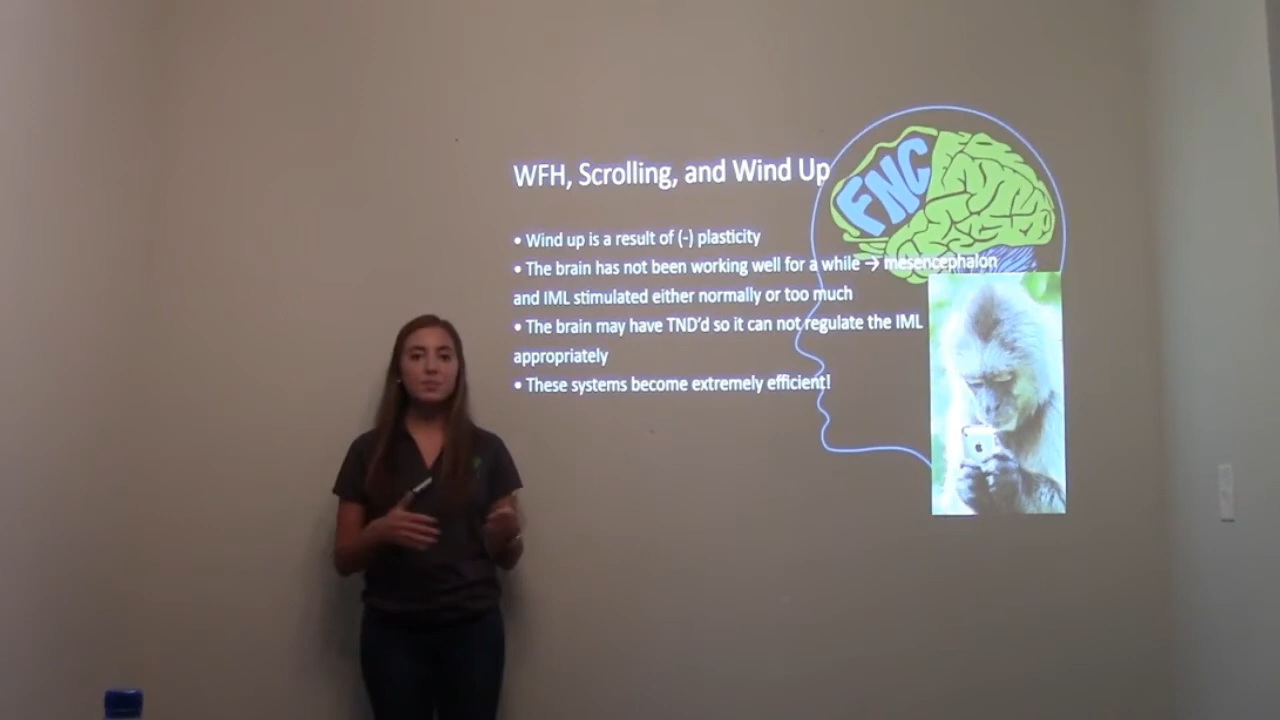 WFH, Scrolling, and Wind Up
FNC
• Wind up is a result of (-) plasticity
• The brain has not been working well for a while → mesencephalon
and IML stimulated either normally or too much
• The brain may have TND'd so it can not regulate the IML
appropriately
• These systems become extremely efficient!